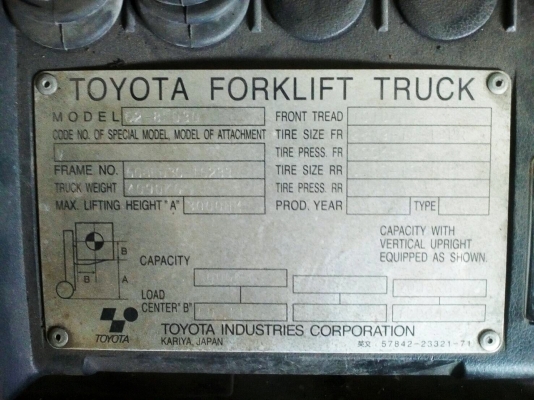 TOYOTA FORKLIFT TRUCK
MODEL
FRONT TREAD
CODE NO. OF SPECIAL MODEL, MODEL OF ATTACHMENT
TIRE SIZE FR
V
TIRE PRESS. FR
FRAME NO.
TIRE SIZE RR
TRUCK WEIGHT
TIRE PRESS. RR
MAX. LIFTING HEIGHT "A"
PROD. YEAR
TYPE
CAPACITY WITH
VERTICAL UPRIGHT
EQUIPPED AS SHOWN.
B
B
A
CAPACITY
LOAD
CENTER "B"
TOYOTA
TOYOTA INDUSTRIES CORPORATION
KARIYA, JAPAN
英文 57842-23321-71